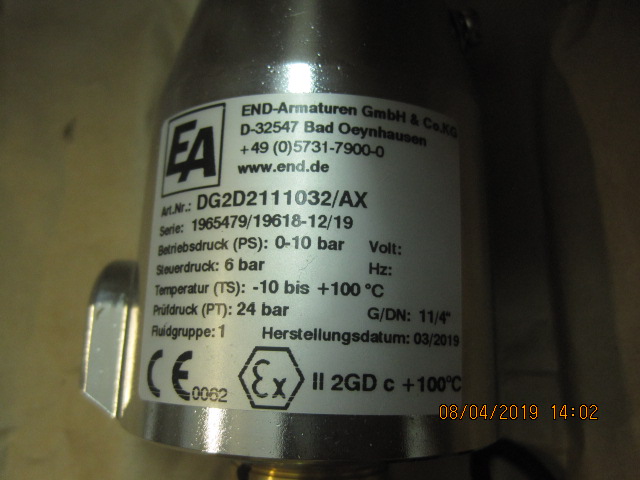 EA
END-Armaturen GmbH & Co.KG
D-32547 Bad Oeynhausen
+49 (0)5731-7900-0
www.end.de
Art.Nr.: DG2D2111032/AX
Serie: 1965479/19618-12/19
Betriebsdruck (PS): 0-10 bar Volt:
Steuerdruck: 6 bar Hz:
Temperatur (TS): -10 bis +100 °C
Prüfdruck (PT): 24 bar G/DN: 11/4"
Fluidgruppe: 1 Herstellungsdatum: 03/2019
CE 0062 Ex II 2GD c +100°C
08/04/2019 14:02